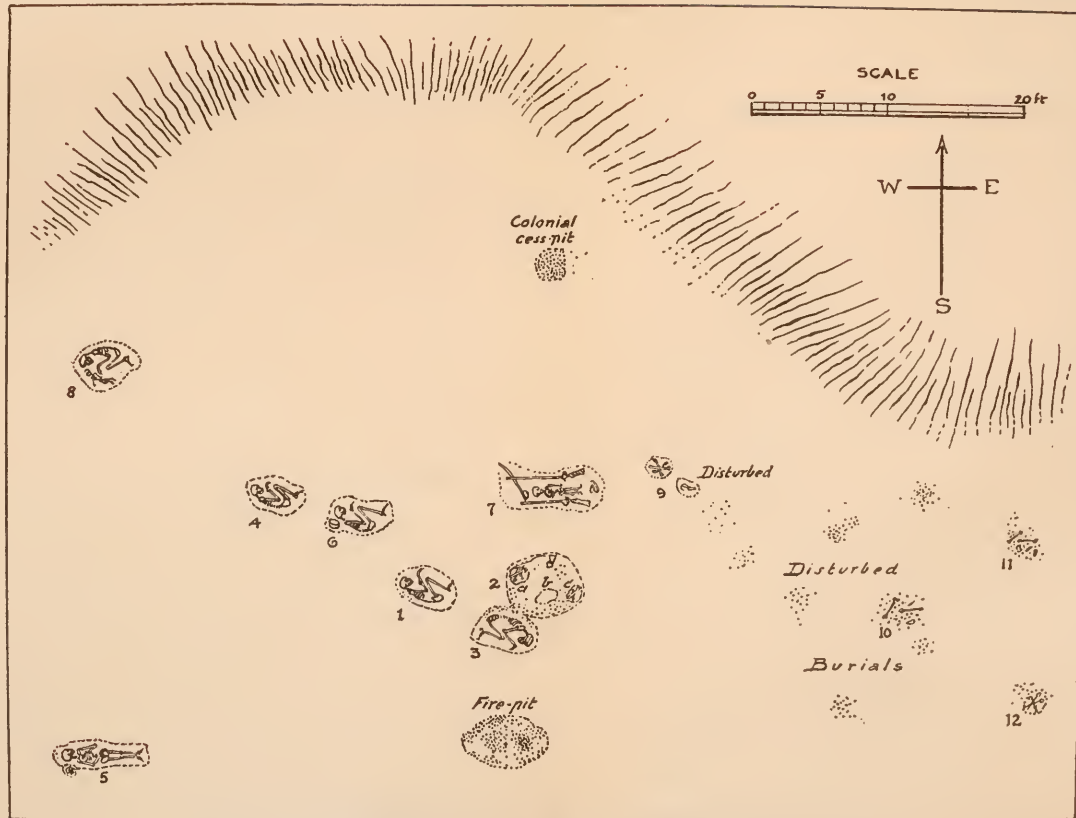 SCALE
0 5 10 20 ft
W E
S
Colonial
cess-pit
8
4
6
7
9
Disturbed
11
1
2
a
b
c
d
3
Disturbed
10
Burials
12
Fire-pit
5